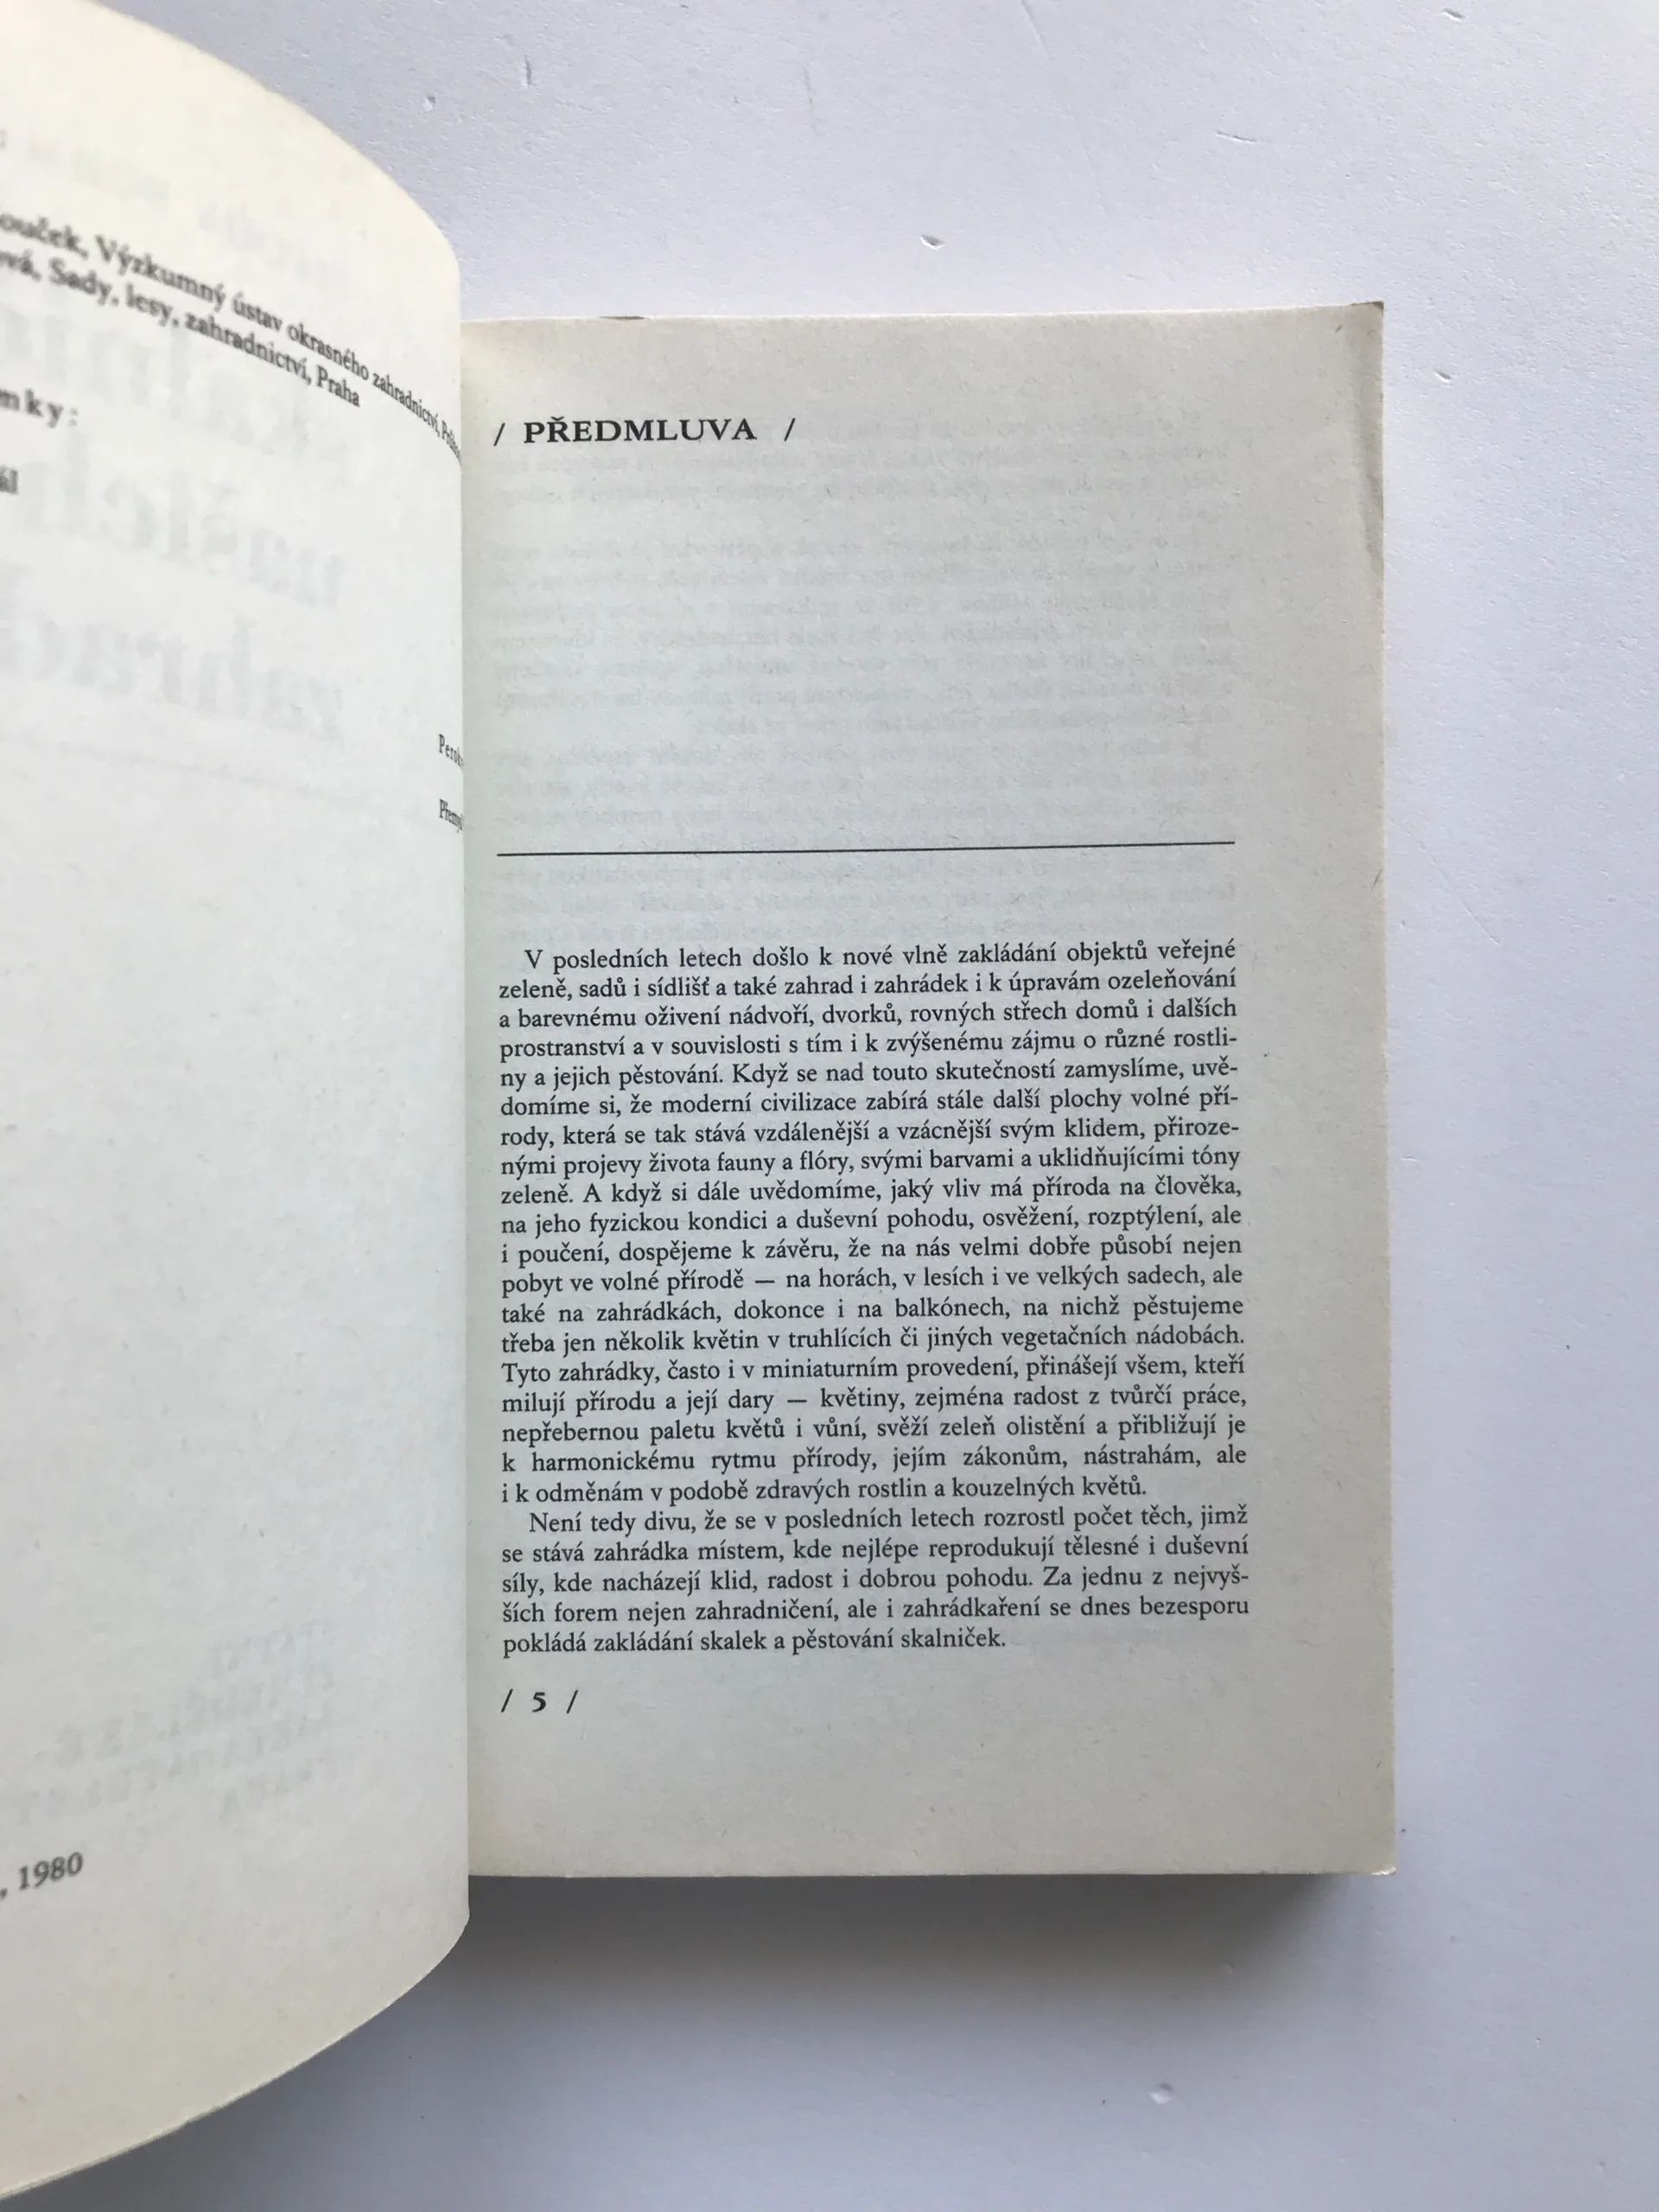 Výzkumný ústav okrasného zahradnictví,
Sady, lesy, zahradnictví, Praha
, 1980
/ PŘEDMLUVA /
V posledních letech došlo k nové vlně zakládání objektů veřejné
zeleně, sadů i sídlišť a také zahrad i zahrádek i k úpravám ozeleňování
a barevnému oživení nádvoří, dvorků, rovných střech domů i dalších
prostranství a v souvislosti s tím i k zvýšenému zájmu o různé rostli-
ny a jejich pěstování. Když se nad touto skutečností zamyslíme, uvě-
domíme si, že moderní civilizace zabírá stále další plochy volné pří-
rody, která se tak stává vzdálenější a vzácnější svým klidem, přiroze-
nými projevy života fauny a flóry, svými barvami a uklidňujícími tóny
zeleně. A když si dále uvědomíme, jaký vliv má příroda na člověka,
na jeho fyzickou kondici a duševní pohodu, osvěžení, rozptýlení, ale
i poučení, dospějeme k závěru, že na nás velmi dobře působí nejen
pobyt ve volné přírodě — na horách, v lesích i ve velkých sadech, ale
také na zahrádkách, dokonce i na balkónech, na nichž pěstujeme
třeba jen několik květin v truhlících či jiných vegetačních nádobách.
Tyto zahrádky, často i v miniaturním provedení, přinášejí všem, kteří
milují přírodu a její dary — květiny, zejména radost z tvůrčí práce,
nepřebernou paletu květů i vůní, svěží zeleň olistění a přibližují je
k harmonickému rytmu přírody, jejím zákonům, nástrahám, ale
i k odměnám v podobě zdravých rostlin a kouzelných květů.
Není tedy divu, že se v posledních letech rozrostl počet těch, jimž
se stává zahrádka místem, kde nejlépe reprodukují tělesné i duševní
síly, kde nacházejí klid, radost i dobrou pohodu. Za jednu z nejvyš-
ších forem nejen zahradničení, ale i zahrádkaření se dnes bezesporu
pokládá zakládání skalek a pěstování skalniček.
/ 5 /